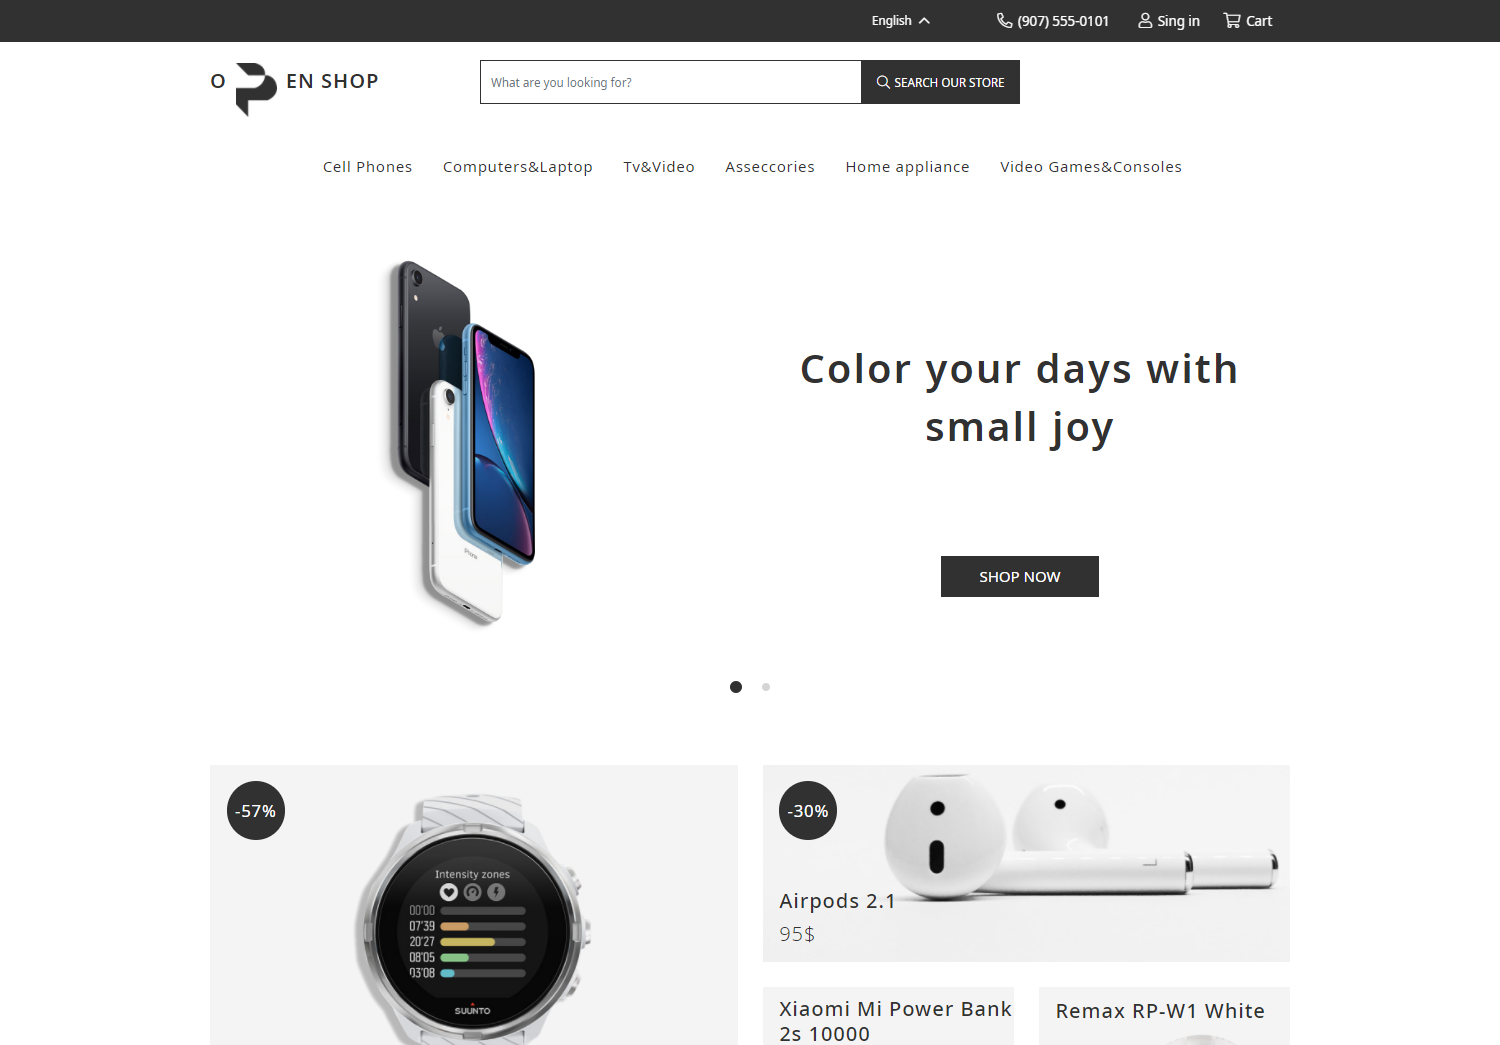 English
(907) 555-0101
Sing in
Cart
O EN SHOP
What are you looking for?
SEARCH OUR STORE
Cell Phones
Computers&Laptop
Tv&Video
Asseccories
Home appliance
Video Games&Consoles
Color your days with
small joy
iPhone
SHOP NOW
-57%
Intensity zones
00'00
07'39
20'27
08'05
03'08
SUUNTO
-30%
Airpods 2.1
95$
Xiaomi Mi Power Bank
2s 10000
Remax RP-W1 White